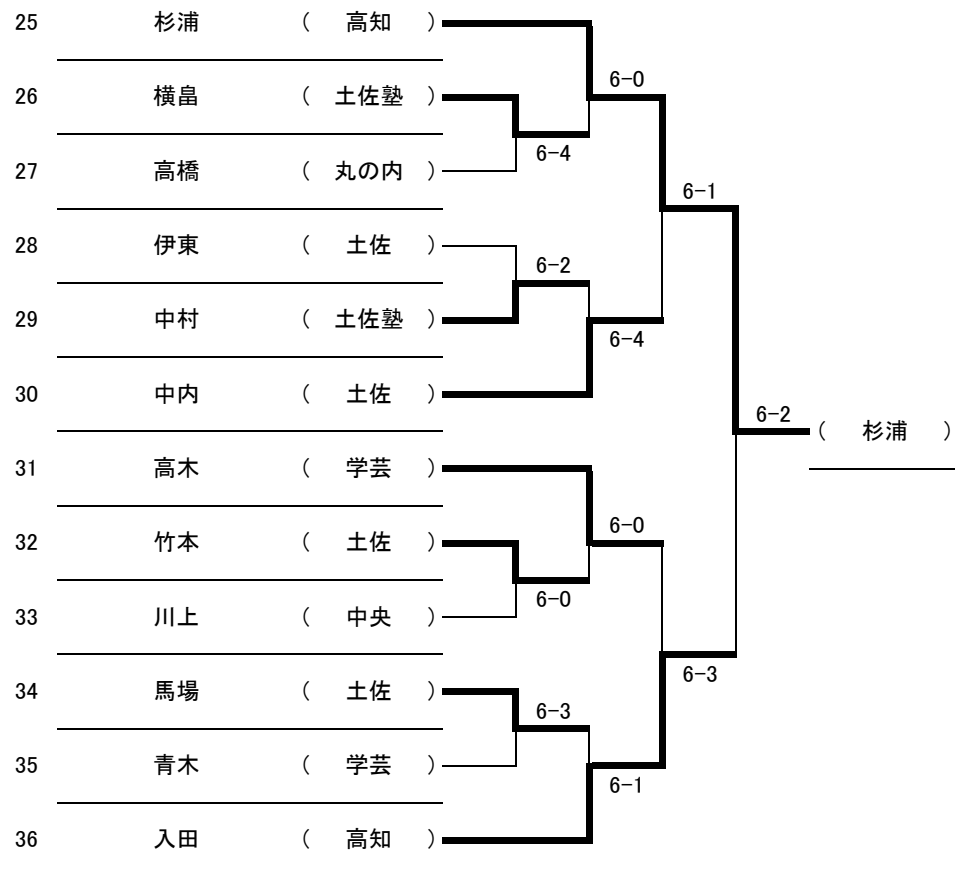 25 杉浦 （ 高知 ）
6-0
26 横畠 （ 土佐塾 ）
6-4
27 高橋 （ 丸の内 ）
6-1
28 伊東 （ 土佐 ）
6-2
29 中村 （ 土佐塾 ）
6-4
30 中内 （ 土佐 ）
6-2 （ 杉浦 ）
31 高木 （ 学芸 ）
6-0
32 竹本 （ 土佐 ）
6-0
33 川上 （ 中央 ）
6-3
34 馬場 （ 土佐 ）
6-3
35 青木 （ 学芸 ）
6-1
36 入田 （ 高知 ）